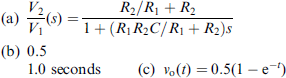 (a) V₂/V₁(s) = (R₂/R₁ + R₂)/(1 + (R₁R₂C/R₁ + R₂)s)
(b) 0.5
1.0 seconds (c) vₒ(t) = 0.5(1 − e⁻ᵗ)